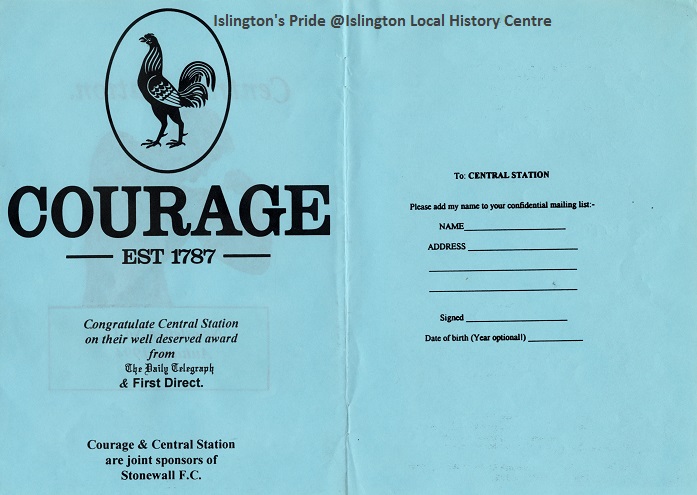 Islington's Pride @Islington Local History Centre
COURAGE
EST 1787
Congratulate Central Station
on their well deserved award
from
The Daily Telegraph
& First Direct.
Courage & Central Station
are joint sponsors of
Stonewall F.C.
To: CENTRAL STATION
Please add my name to your confidential mailing list:-
NAME
ADDRESS
Signed
Date of birth (Year optional!)